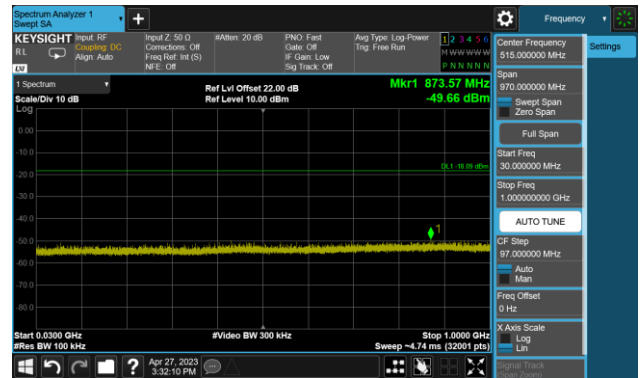 Spectrum Analyzer 1
Swept SA
+
Frequency
KEYSIGHT
RL
LXI
Input: RF
Coupling: DC
Align: Auto
Input Z: 50 Ω
Corrections: Off
Freq Ref: Int (S)
NFE: Off
#Atten: 20 dB
PNO: Fast
Gate: Off
IF Gain: Low
Sig Track: Off
Avg Type: Log-Power
Trig: Free Run
1 2 3 4 5 6
M W W W W W
P N N N N N
Center Frequency
515.000000 MHz
Settings
Span
970.000000 MHz
Swept Span
Zero Span
Full Span
Start Freq
30.000000 MHz
Stop Freq
1.000000000 GHz
AUTO TUNE
CF Step
97.000000 MHz
Auto
Man
Freq Offset
0 Hz
X Axis Scale
Log
Lin
Signal Track
(Span Zoom)
1 Spectrum
Scale/Div 10 dB
Log
Ref Lvl Offset 22.00 dB
Ref Level 10.00 dBm
Mkr1 873.57 MHz
-49.66 dBm
0.00
-10.0
DL1 -18.09 dBm
-20.0
-30.0
-40.0
1
-50.0
-60.0
-70.0
-80.0
Start 0.0300 GHz
#Res BW 100 kHz
#Video BW 300 kHz
Stop 1.0000 GHz
Sweep ~4.74 ms (32001 pts)
?
Apr 27, 2023
3:32:10 PM